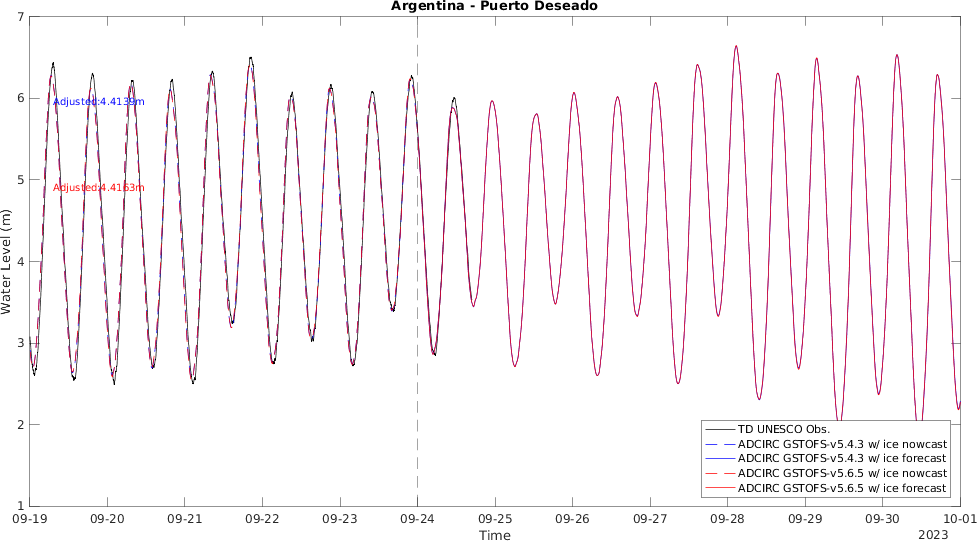 Argentina - Puerto Deseado
7
6
5
4
3
2
1
Water Level (m)
Adjusted:4.4139m
Adjusted:4.4163m
TD UNESCO Obs.
ADCIRC GSTOFS-v5.4.3 w/ ice nowcast
ADCIRC GSTOFS-v5.4.3 w/ ice forecast
ADCIRC GSTOFS-v5.6.5 w/ ice nowcast
ADCIRC GSTOFS-v5.6.5 w/ ice forecast
09-19 09-20 09-21 09-22 09-23 09-24 09-25 09-26 09-27 09-28 09-29 09-30 10-01
Time
2023